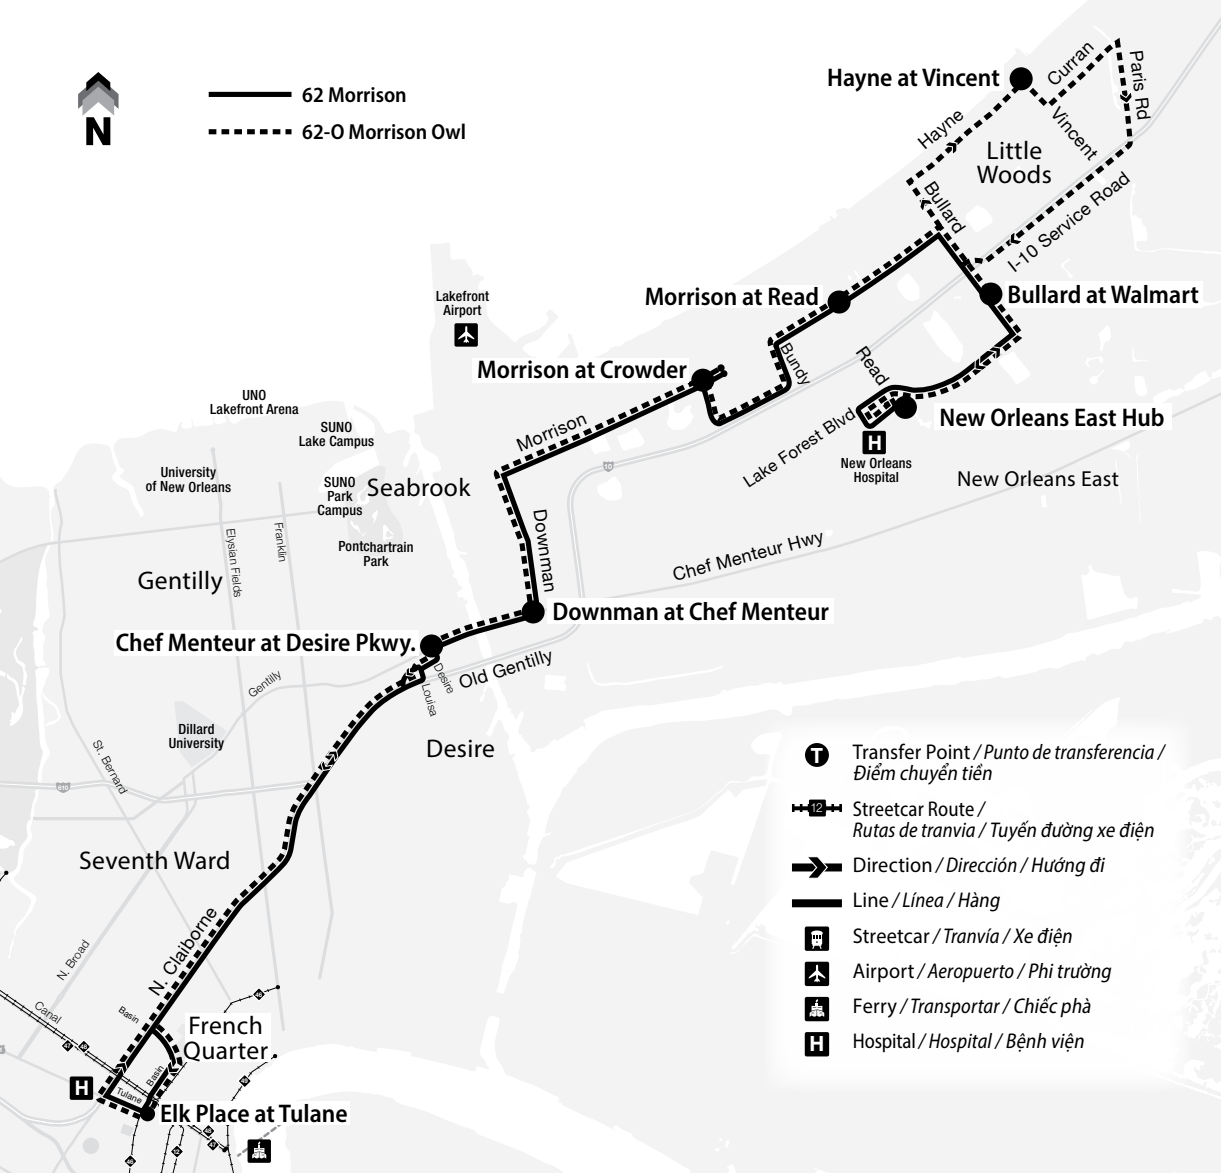 N
62 Morrison
62-O Morrison Owl
Hayne at Vincent
Curran
Paris Rd
Hayne
Vincent
Little
Woods
Bullard
I-10 Service Road
Morrison at Read
Bullard at Walmart
Lakefront
Airport
Morrison at Crowder
Bundy
Read
UNO
Lakefront Arena
SUNO
Lake Campus
Morrison
Lake Forest Blvd
New Orleans East Hub
H
New Orleans
Hospital
University
of New Orleans
SUNO
Park
Campus
Seabrook
10
New Orleans East
Elysian Fields
Franklin
Downman
Pontchartrain
Park
Chef Menteur Hwy
Gentilly
Downman at Chef Menteur
Chef Menteur at Desire Pkwy.
Desire
Old Gentilly
Gentilly
Louisa
Dillard
University
Desire
St. Bernard
610
Seventh Ward
N. Claiborne
N. Broad
Canal
Basin
French
Quarter
46
47
48
Basin
H
Tulane
Elk Place at Tulane
T
Transfer Point / Punto de transferencia /
Điểm chuyển tiền
12
Streetcar Route /
Rutas de tranvia / Tuyến đường xe điện
Direction / Dirección / Hướng đi
Line / Línea / Hàng
Streetcar / Tranvía / Xe điện
Airport / Aeropuerto / Phi trường
Ferry / Transportar / Chiếc phà
H
Hospital / Hospital / Bệnh viện